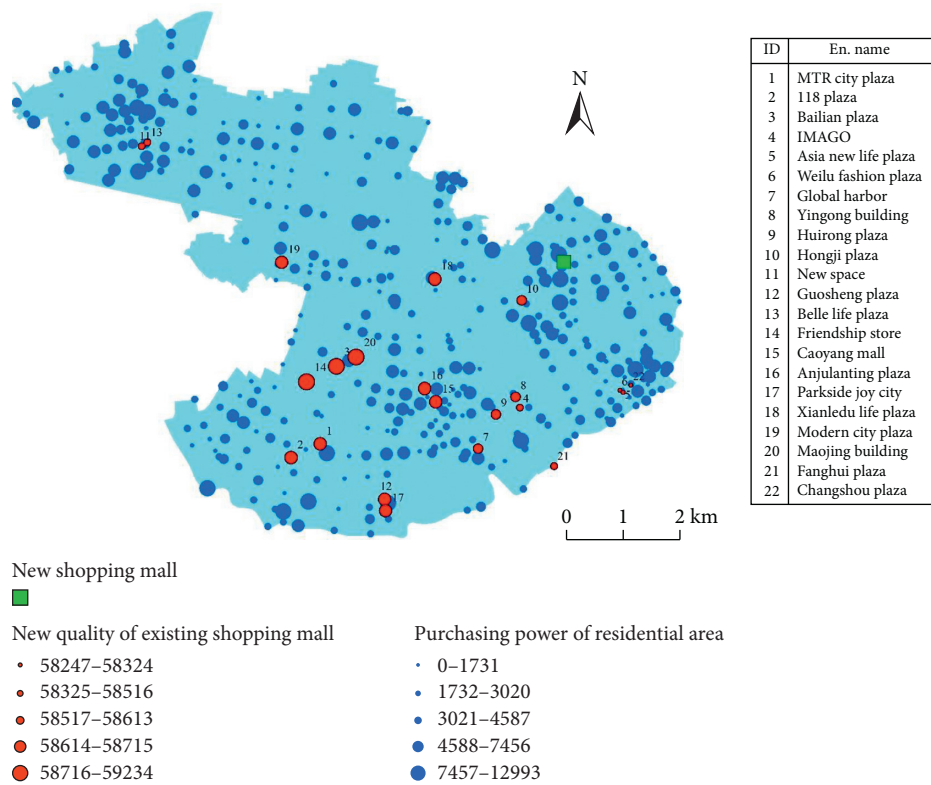 ID En. name
1 MTR city plaza
2 118 plaza
3 Bailian plaza
4 IMAGO
5 Asia new life plaza
6 Weilu fashion plaza
7 Global harbor
8 Yingong building
9 Huirong plaza
10 Hongji plaza
11 New space
12 Guosheng plaza
13 Belle life plaza
14 Friendship store
15 Caoyang mall
16 Anjulanting plaza
17 Parkside joy city
18 Xianledu life plaza
19 Modern city plaza
20 Maojing building
21 Fanghui plaza
22 Changshou plaza
N
13
11
19
18
10
20
3
14
16
15
8
4
9
6
22
5
1
2
7
21
12
17
0 1 2 km
New shopping mall
New quality of existing shopping mall
58247–58324
58325–58516
58517–58613
58614–58715
58716–59234
Purchasing power of residential area
0–1731
1732–3020
3021–4587
4588–7456
7457–12993